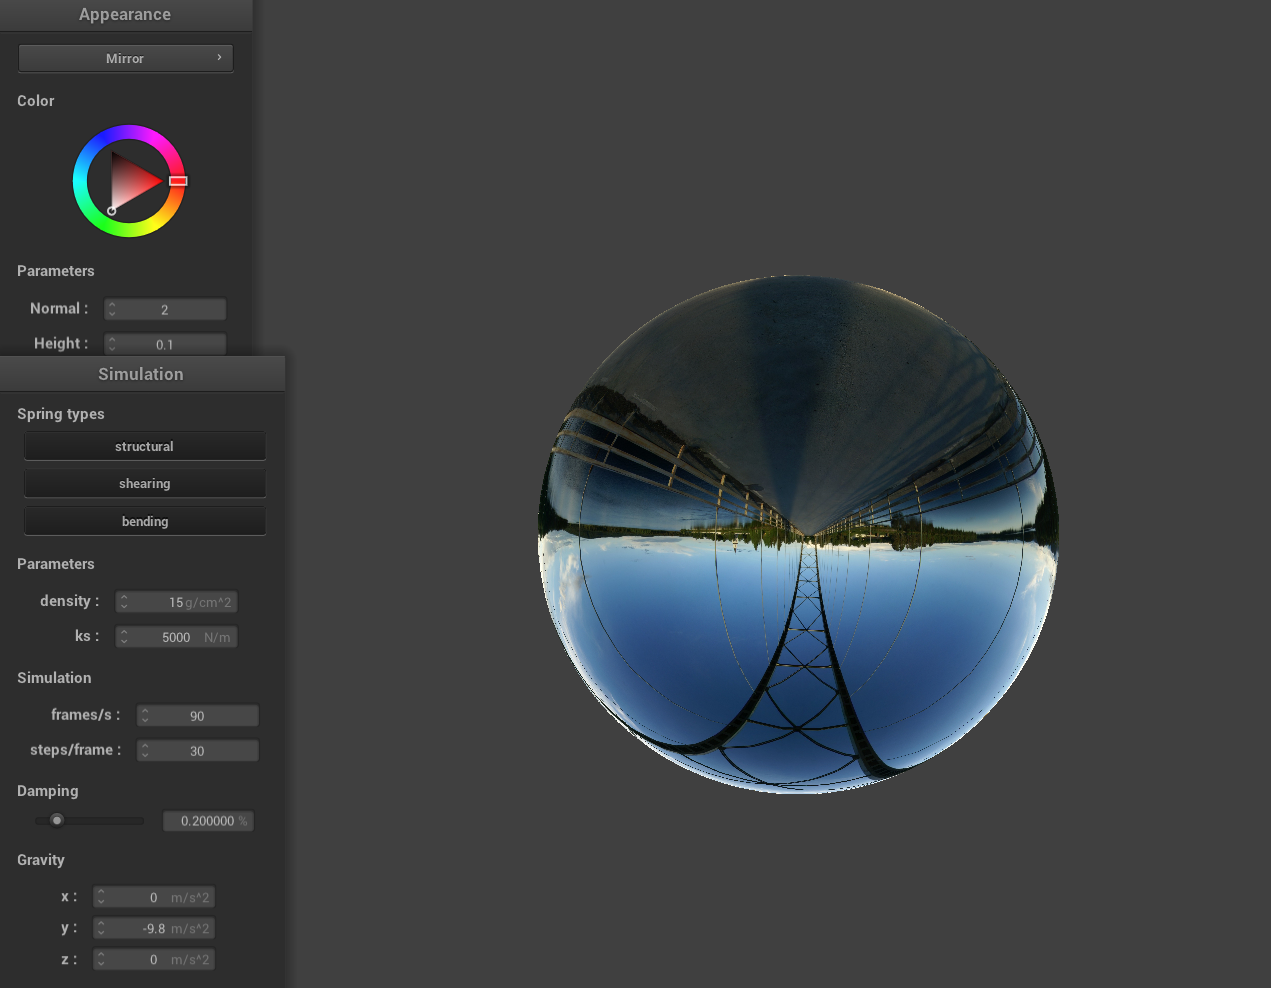 Appearance
Mirror
Color
Parameters
Normal : 2
Height : 0.1
Simulation
Spring types
structural
shearing
bending
Parameters
density : 15 g/cm^2
ks : 5000 N/m
Simulation
frames/s : 90
steps/frame : 30
Damping
0.200000 %
Gravity
x : 0 m/s^2
y : -9.8 m/s^2
z : 0 m/s^2